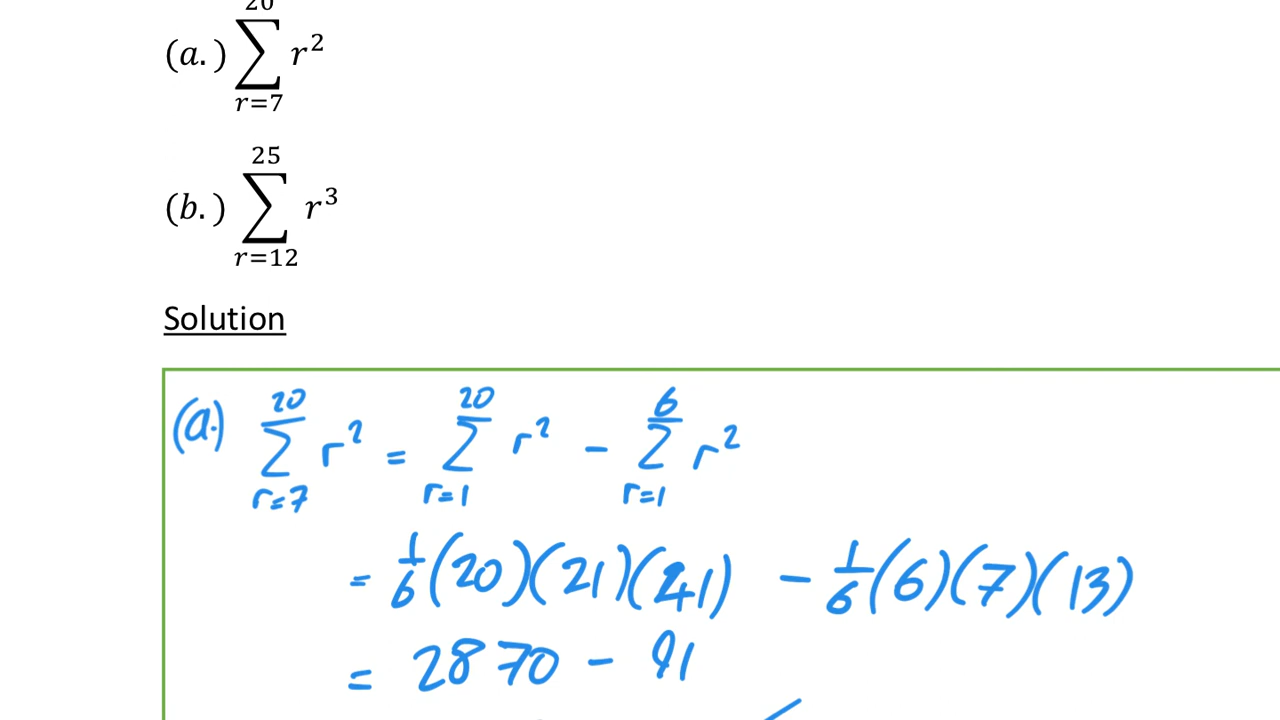 20
(a.) ∑ r²
r=7
25
(b.) ∑ r³
r=12
Solution
(a.) 20 ∑ r=7 r² = 20 ∑ r=1 r² - 6 ∑ r=1 r²
= 1/6 (20)(21)(41) - 1/6 (6)(7)(13)
= 2870 - 91